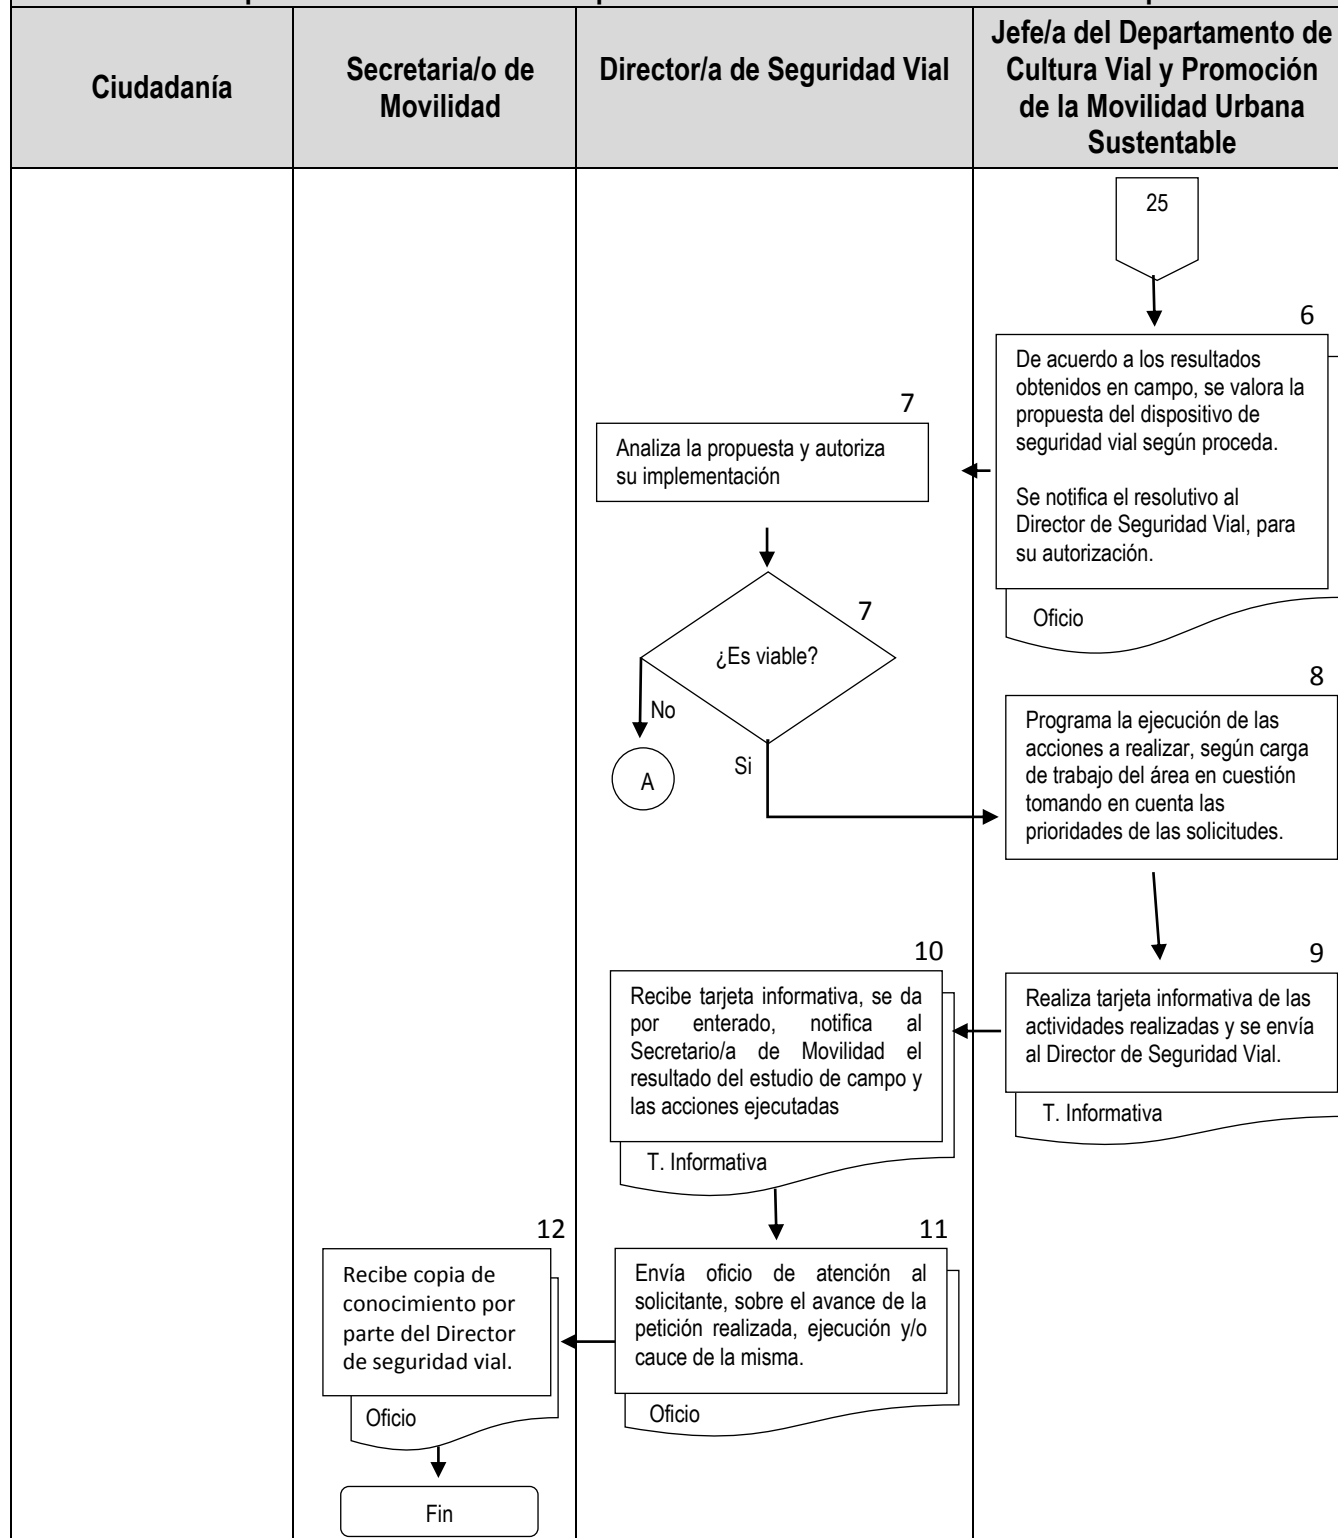 Ciudadanía
Secretaria/o de
Movilidad
Director/a de Seguridad Vial
Jefe/a del Departamento de
Cultura Vial y Promoción
de la Movilidad Urbana
Sustentable
25
6
De acuerdo a los resultados
obtenidos en campo, se valora la
propuesta del dispositivo de
seguridad vial según proceda.
Se notifica el resolutivo al
Director de Seguridad Vial, para
su autorización.
Oficio
7
Analiza la propuesta y autoriza
su implementación
7
¿Es viable?
No
A
Si
8
Programa la ejecución de las
acciones a realizar, según carga
de trabajo del área en cuestión
tomando en cuenta las
prioridades de las solicitudes.
9
Realiza tarjeta informativa de las
actividades realizadas y se envía
al Director de Seguridad Vial.
T. Informativa
10
Recibe tarjeta informativa, se da
por enterado, notifica al
Secretario/a de Movilidad el
resultado del estudio de campo y
las acciones ejecutadas
T. Informativa
11
Envía oficio de atención al
solicitante, sobre el avance de la
petición realizada, ejecución y/o
cauce de la misma.
Oficio
12
Recibe copia de
conocimiento por
parte del Director
de seguridad vial.
Oficio
Fin